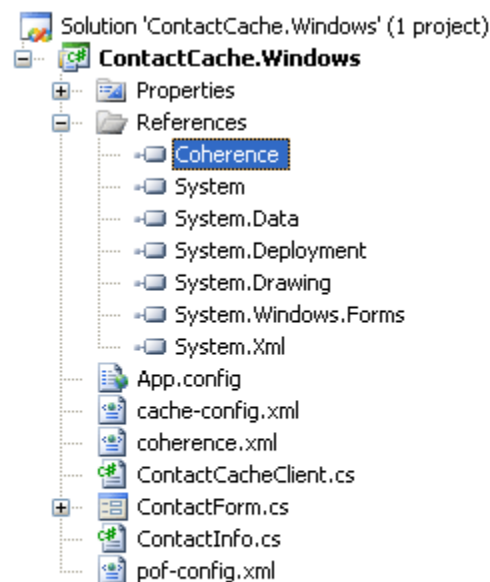 Solution 'ContactCache.Windows' (1 project)
ContactCache.Windows
Properties
References
Coherence
System
System.Data
System.Deployment
System.Drawing
System.Windows.Forms
System.Xml
App.config
cache-config.xml
coherence.xml
ContactCacheClient.cs
ContactForm.cs
ContactInfo.cs
pof-config.xml